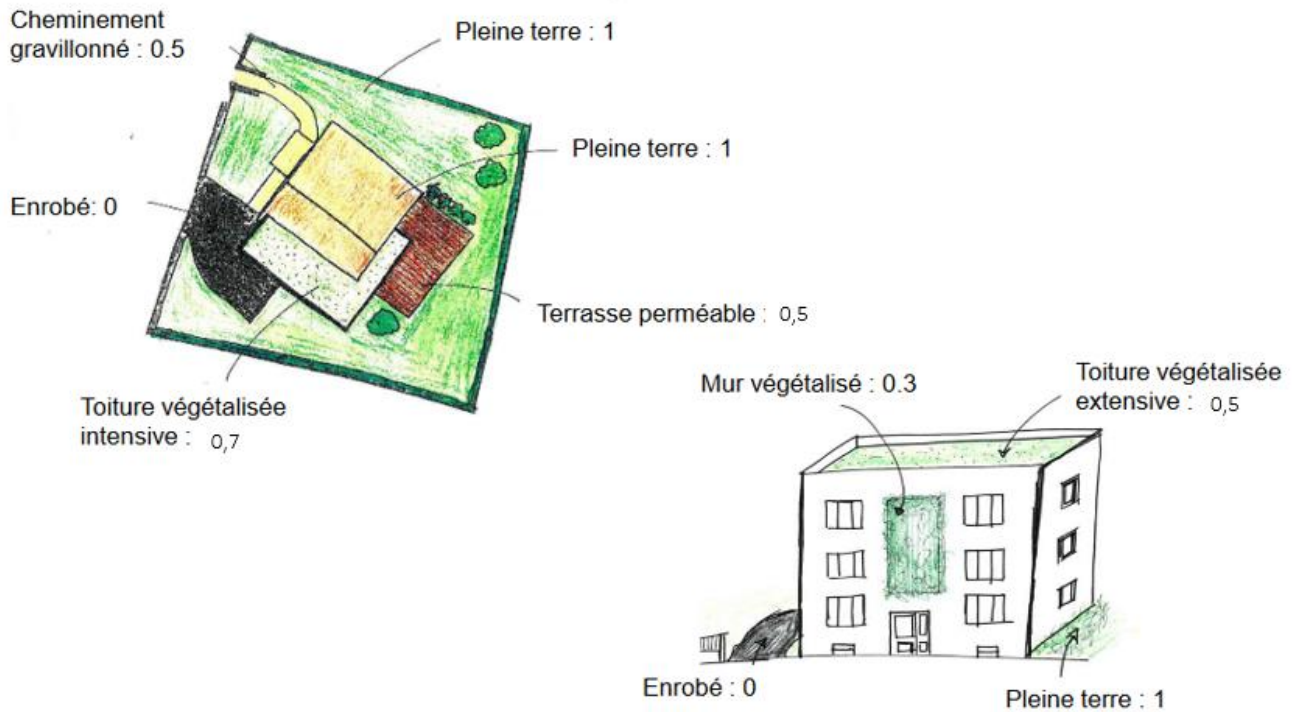 Cheminement
gravillonné : 0.5
Pleine terre : 1
Pleine terre : 1
Enrobé: 0
Terrasse perméable : 0,5
Toiture végétalisée
intensive : 0,7
Mur végétalisé : 0.3
Toiture végétalisée
extensive : 0,5
Enrobé : 0
Pleine terre : 1